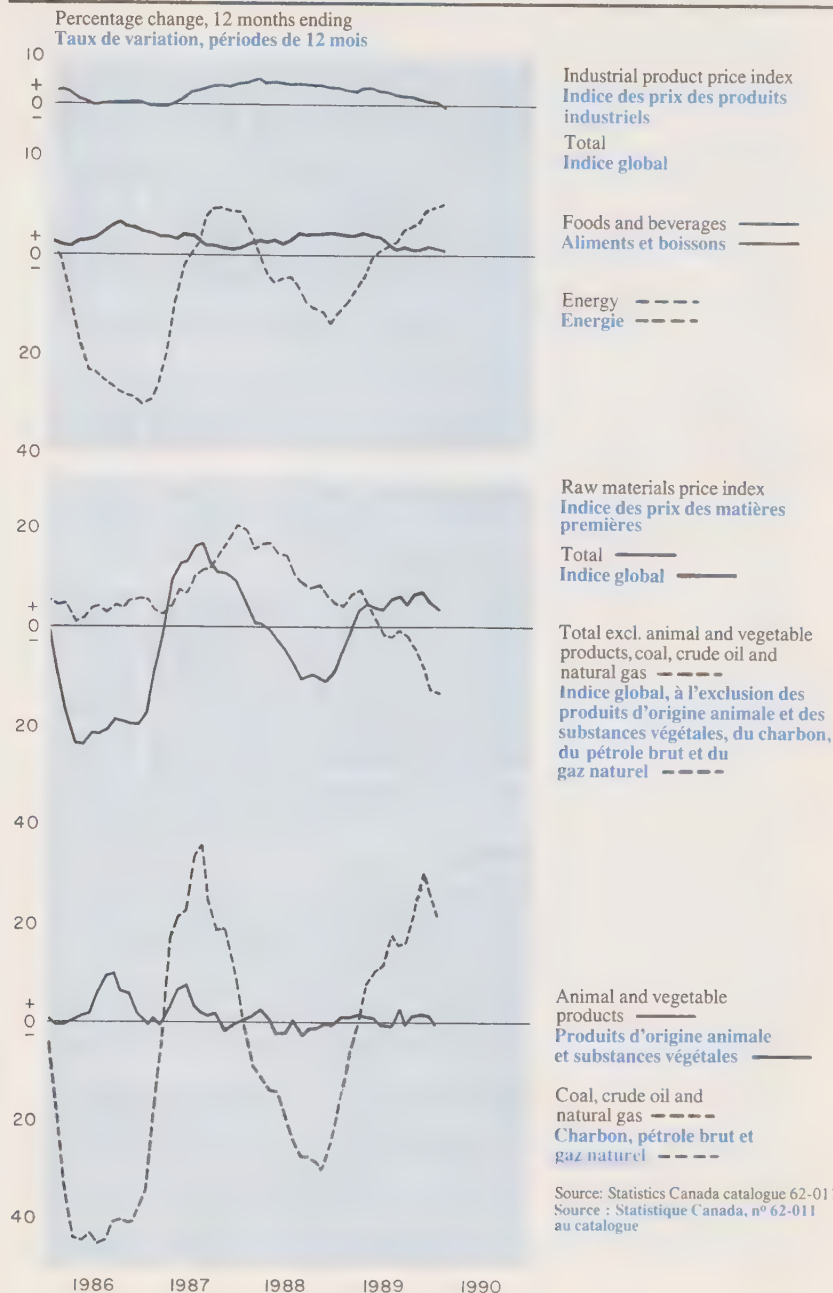 Percentage change, 12 months ending
Taux de variation, périodes de 12 mois
10
+
0
−
10
+
0
−
20
40
Industrial product price index
Indice des prix des produits
industriels
Total
Indice global
Foods and beverages
Aliments et boissons
Energy
Energie
20
+
0
−
20
40
Raw materials price index
Indice des prix des matières
premières
Total
Indice global
Total excl. animal and vegetable
products, coal, crude oil and
natural gas
Indice global, à l'exclusion des
produits d'origine animale et des
substances végétales, du charbon,
du pétrole brut et du
gaz naturel
20
+
0
−
20
40
Animal and vegetable
products
Produits d'origine animale
et substances végétales
Coal, crude oil and
natural gas
Charbon, pétrole brut et
gaz naturel
Source: Statistics Canada catalogue 62-011
Source : Statistique Canada, nº 62-011
au catalogue
1986 1987 1988 1989 1990